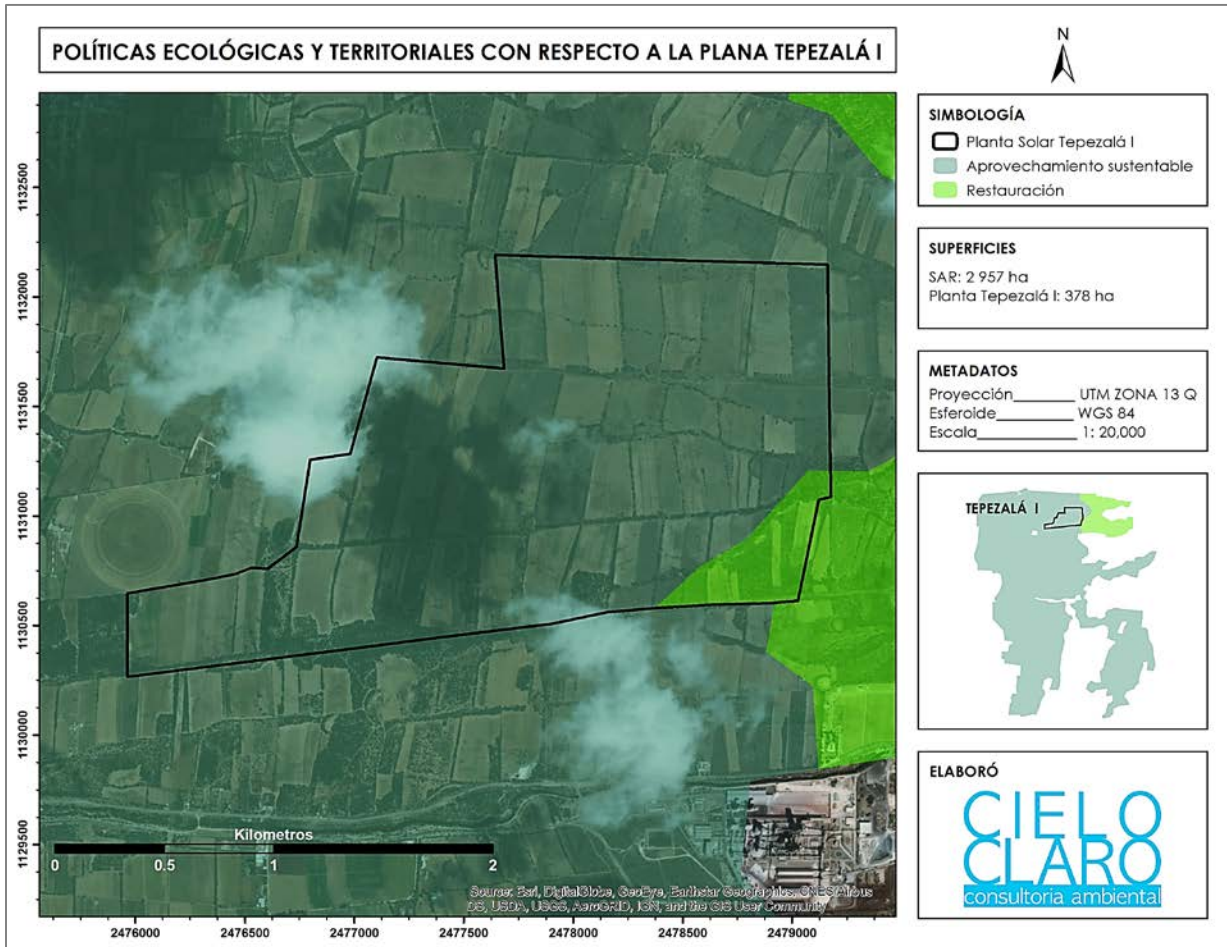 POLÍTICAS ECOLÓGICAS Y TERRITORIALES CON RESPECTO A LA PLANA TEPEZALÁ I
N
SIMBOLOGÍA
Planta Solar Tepezalá I
Aprovechamiento sustentable
Restauración
SUPERFICIES
SAR: 2 957 ha
Planta Tepezalá I: 378 ha
METADATOS
Proyección______ UTM ZONA 13 Q
Esferoide______ WGS 84
Escala______ 1: 20,000
TEPEZALÁ I
ELABORÓ
CIELO
CLARO
consultoria ambiental
1132500
1132000
1131500
1131000
1130500
1130000
1129500
Kilometros
0 0.5 1 2
Source: Esri, DigitalGlobe, GeoEye, Earthstar Geographics, CNES/Airbus
DS, USDA, USGS, AeroGRID, IGN, and the GIS User Community
2476000 2476500 2477000 2477500 2478000 2478500 2479000